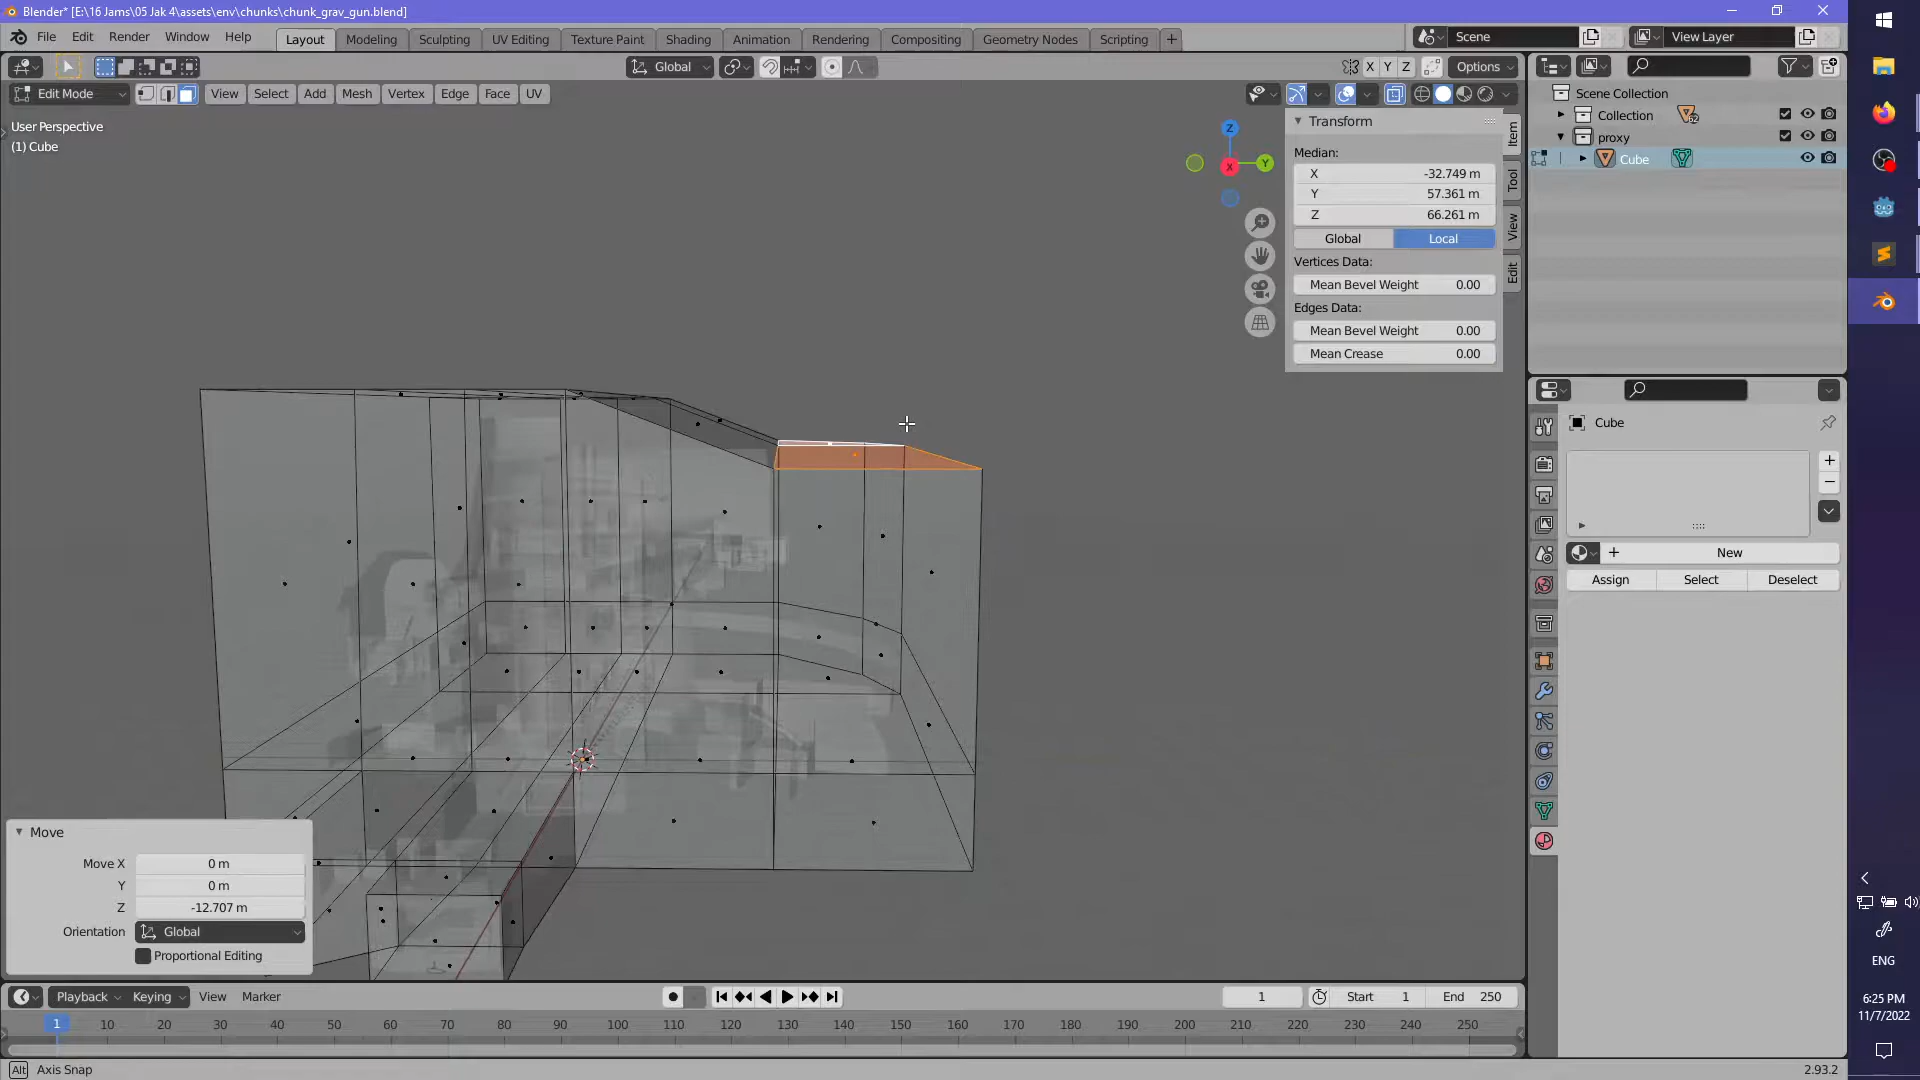 Blender* [E:\16 Jams\05 Jak 4\assets\env\chunks\chunk_grav_gun.blend]
File Edit Render Window Help Layout Modeling Sculpting UV Editing Texture Paint Shading Animation Rendering Compositing Geometry Nodes Scripting + Scene View Layer
Global X Y Z Options
Edit Mode View Select Add Mesh Vertex Edge Face UV
User Perspective
(1) Cube
Z
X
Y
Transform
Median:
X -32.749 m
Y 57.361 m
Z 66.261 m
Global Local
Vertices Data:
Mean Bevel Weight 0.00
Edges Data:
Mean Bevel Weight 0.00
Mean Crease 0.00
Item
Tool
View
Edit
Scene Collection
Collection
proxy
Cube
Cube
+ New
Assign Select Deselect
Move
Move X 0 m
Y 0 m
Z -12.707 m
Orientation Global
Proportional Editing
Playback Keying View Marker 1 Start 1 End 250
1 10 20 30 40 50 60 70 80 90 100 110 120 130 140 150 160 170 180 190 200 210 220 230 240 250
Alt Axis Snap 2.93.2
ENG
6:25 PM
11/7/2022